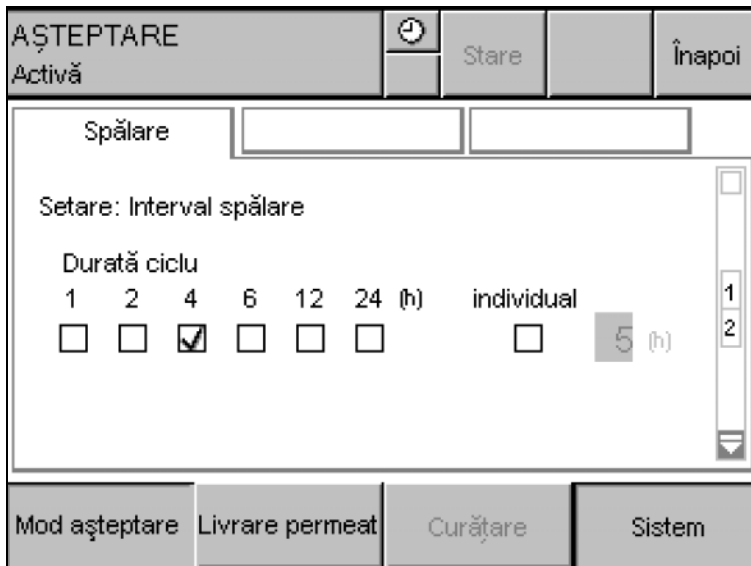 AȘTEPTARE
Activă
Stare
Înapoi
Spălare
Setare: Interval spălare
Durată ciclu
1 2 4 6 12 24 (h) individual
5 (h)
1
2
Mod aşteptare Livrare permeat Curățare Sistem